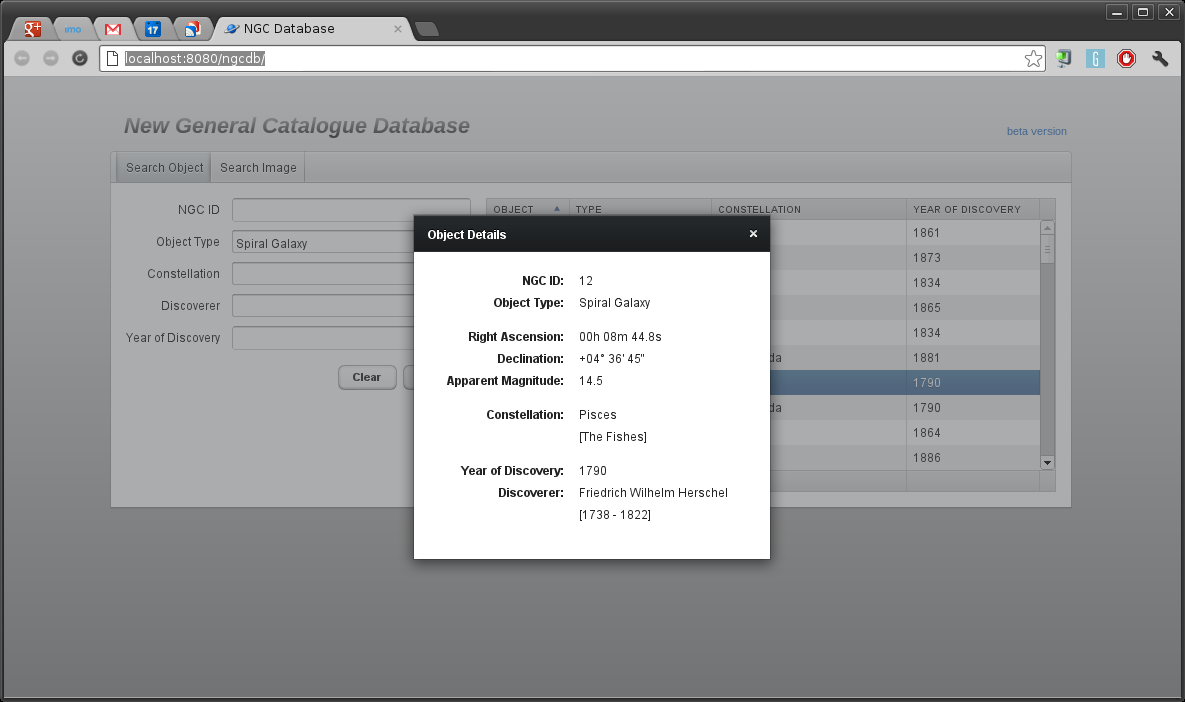 g+ imo M 17 NGC Database
localhost:8080/ngcdb/
New General Catalogue Database
beta version
Search Object Search Image
NGC ID
Object Type Spiral Galaxy
Constellation
Discoverer
Year of Discovery
Clear
OBJECT TYPE CONSTELLATION YEAR OF DISCOVERY
1861
1873
1834
1865
1834
da 1881
1790
da 1790
1864
1886
Object Details
NGC ID: 12
Object Type: Spiral Galaxy
Right Ascension: 00h 08m 44.8s
Declination: +04° 36' 45"
Apparent Magnitude: 14.5
Constellation: Pisces
[The Fishes]
Year of Discovery: 1790
Discoverer: Friedrich Wilhelm Herschel
[1738 - 1822]